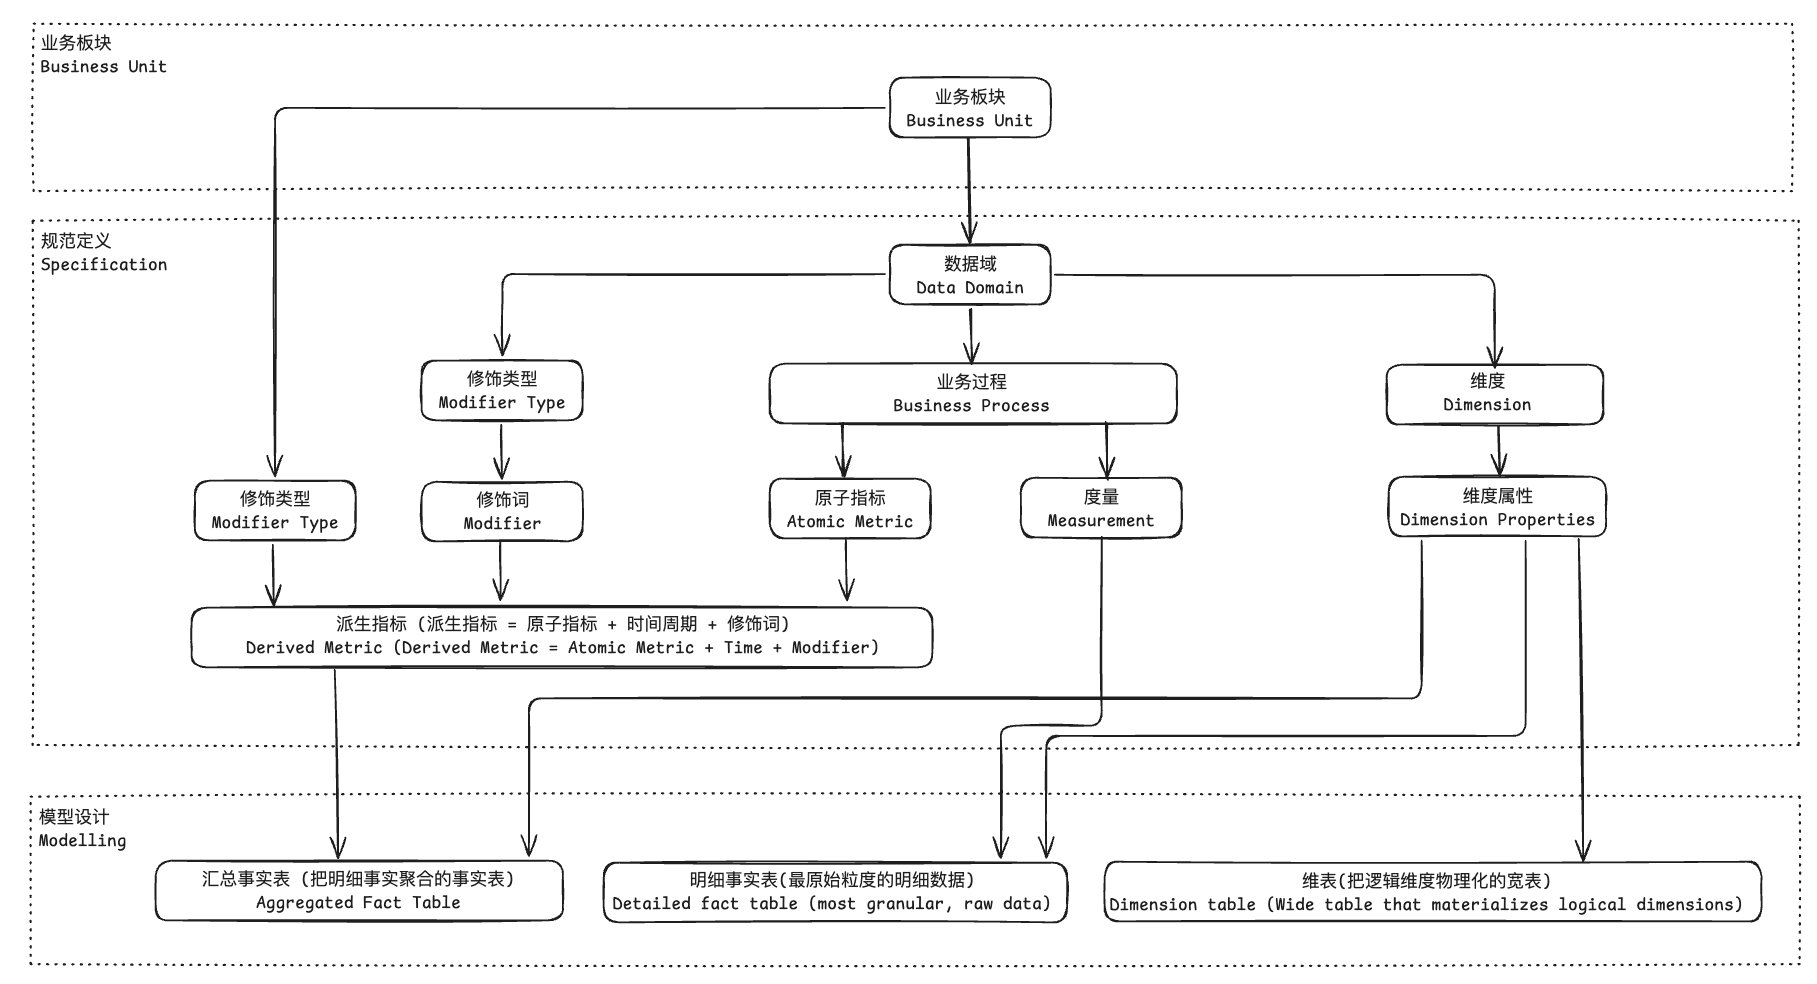 业务板块
Business Unit
业务板块
Business Unit
规范定义
Specification
数据域
Data Domain
修饰类型
Modifier Type
业务过程
Business Process
维度
Dimension
修饰类型
Modifier Type
修饰词
Modifier
原子指标
Atomic Metric
度量
Measurement
维度属性
Dimension Properties
派生指标 (派生指标 = 原子指标 + 时间周期 + 修饰词)
Derived Metric (Derived Metric = Atomic Metric + Time + Modifier)
模型设计
Modelling
汇总事实表 (把明细事实聚合的事实表)
Aggregated Fact Table
明细事实表(最原始粒度的明细数据)
Detailed fact table (most granular, raw data)
维表(把逻辑维度物理化的宽表)
Dimension table (Wide table that materializes logical dimensions)